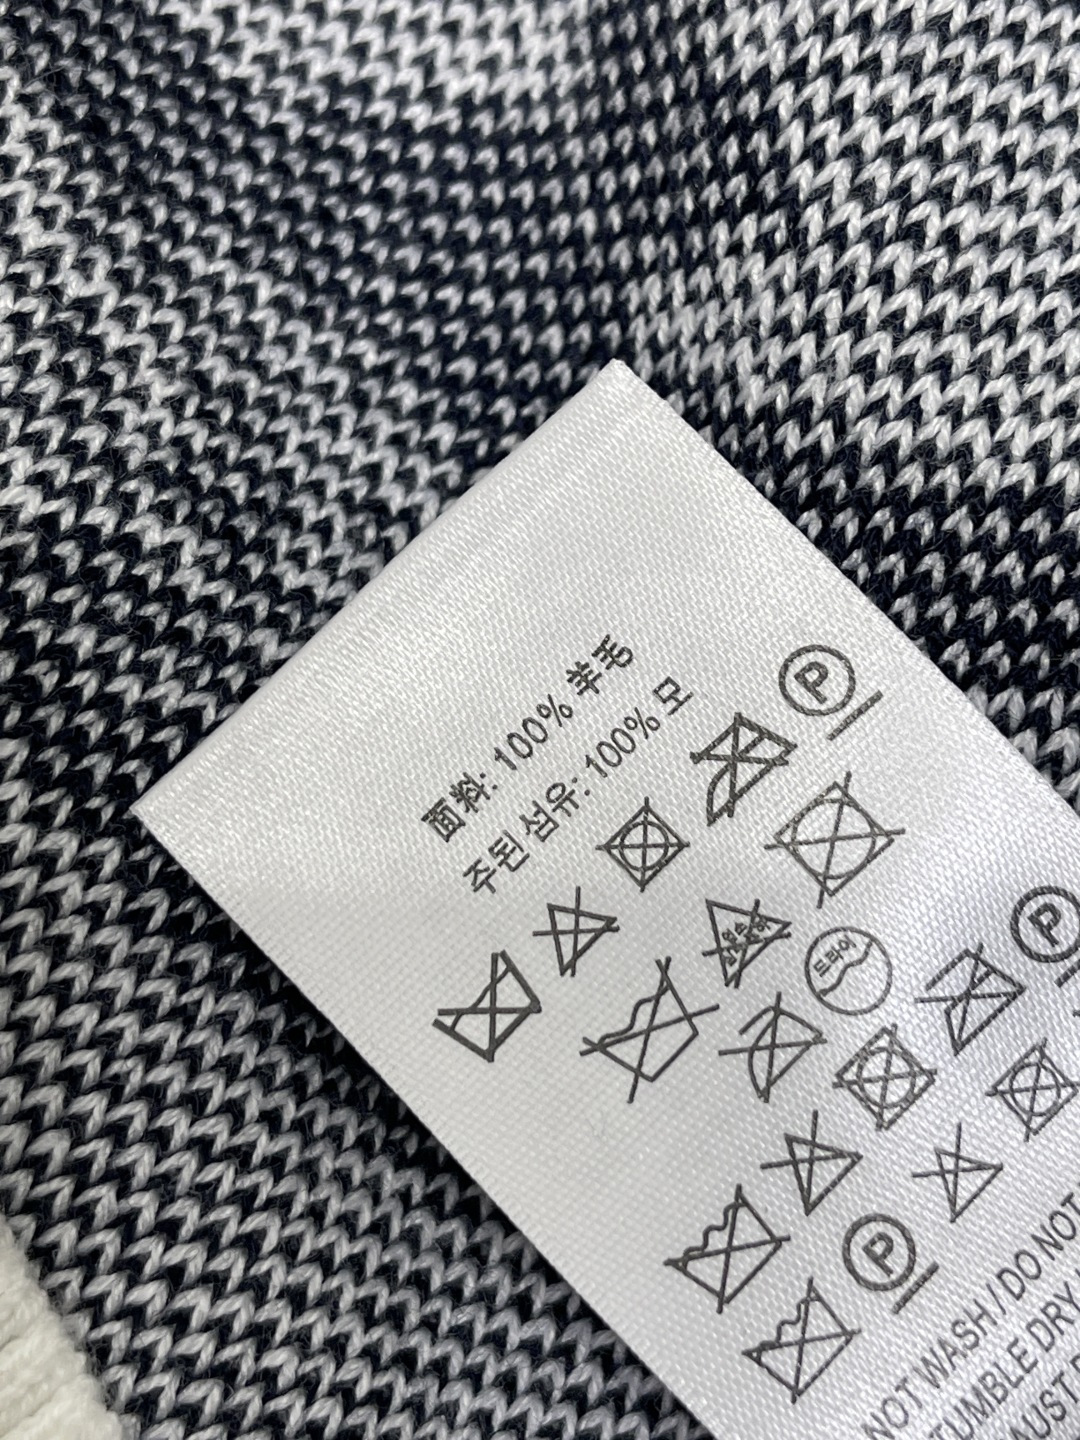 面料: 100% 羊毛
주된 섬유: 100% 모
P
드라이
P
P
NOT WASH / DO NOT
TUMBLE DRY